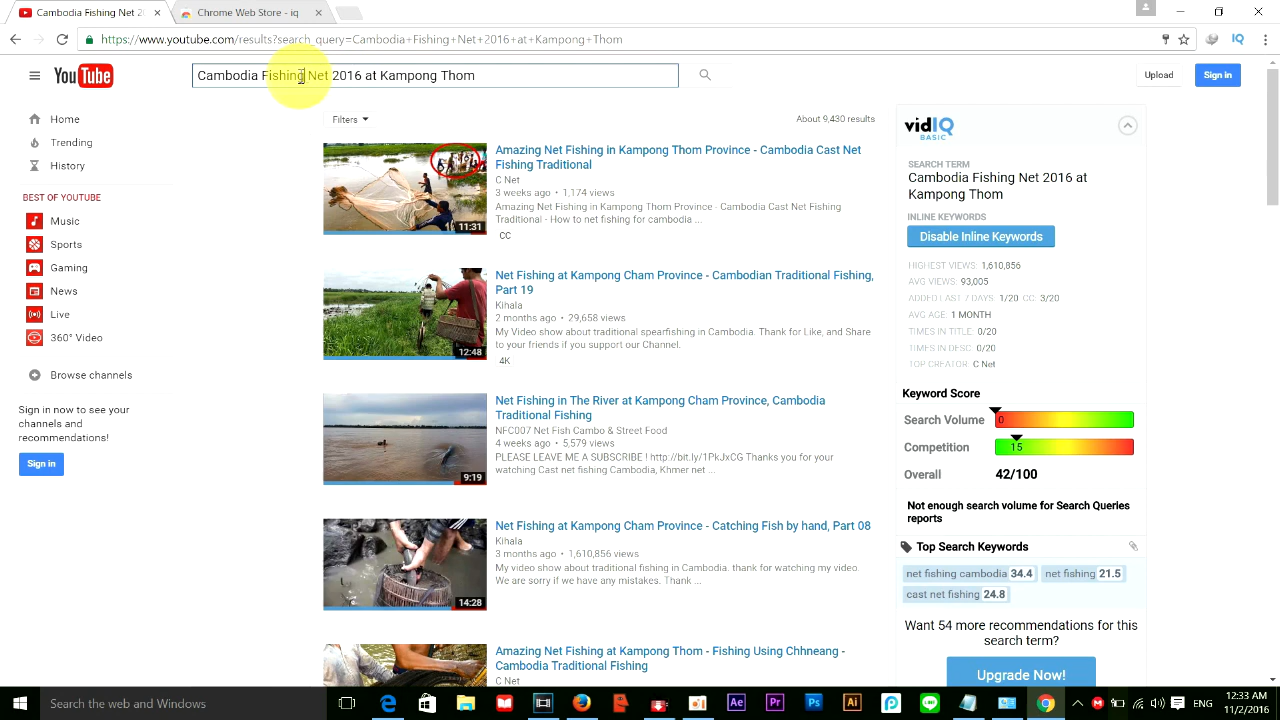 Cambodia Fishing Net 20
Chrome Web Store - iq
https://www.youtube.com/results?search_query=Cambodia+Fishing+Net+2016+at+Kampong+Thom
IQ
YouTube
Cambodia Fishing Net 2016 at Kampong Thom
Upload
Sign in
Home
Trending
History
BEST OF YOUTUBE
Music
Sports
Gaming
News
Live
360° Video
Browse channels
Sign in now to see your
channels and
recommendations!
Sign in
Filters
About 9,430 results
11:31
Amazing Net Fishing in Kampong Thom Province - Cambodia Cast Net
Fishing Traditional
C Net
3 weeks ago • 1,174 views
Amazing Net Fishing in Kampong Thom Province - Cambodia Cast Net Fishing
Traditional - How to net fishing for cambodia ...
CC
12:48
Net Fishing at Kampong Cham Province - Cambodian Traditional Fishing,
Part 19
Kihala
2 months ago • 29,658 views
My Video show about traditional spearfishing in Cambodia. Thank for Like, and Share
to your friends if you support our Channel.
4K
9:19
Net Fishing in The River at Kampong Cham Province, Cambodia
Traditional Fishing
NFC007 Net Fish Cambo & Street Food
4 weeks ago • 5,579 views
PLEASE LEAVE ME A SUBSCRIBE ! http://bit.ly/1PkJxCG Thanks you for your
watching Cast net fishing Cambodia, Khmer net ...
14:28
Net Fishing at Kampong Cham Province - Catching Fish by hand, Part 08
Kihala
3 months ago • 1,610,856 views
My video show about traditional fishing in Cambodia. thank for watching my video.
We are sorry if we have any mistakes. Thank ...
Amazing Net Fishing at Kampong Thom - Fishing Using Chhneang -
Cambodia Traditional Fishing
C Net
vidIQ
BASIC
SEARCH TERM
Cambodia Fishing Net 2016 at
Kampong Thom
INLINE KEYWORDS
Disable Inline Keywords
HIGHEST VIEWS: 1,610,856
AVG VIEWS: 93,005
ADDED LAST 7 DAYS: 1/20 CC: 3/20
AVG AGE: 1 MONTH
TIMES IN TITLE: 0/20
TIMES IN DESC: 0/20
TOP CREATOR: C Net
Keyword Score
Search Volume 0
Competition 15
Overall 42/100
Not enough search volume for Search Queries
reports
Top Search Keywords
net fishing cambodia 34.4 net fishing 21.5
cast net fishing 24.8
Want 54 more recommendations for this
search term?
Upgrade Now!
Search the web and Windows
Ae
Pr
Ps
Ai
LINE
ENG
12:33 AM
11/2/2016